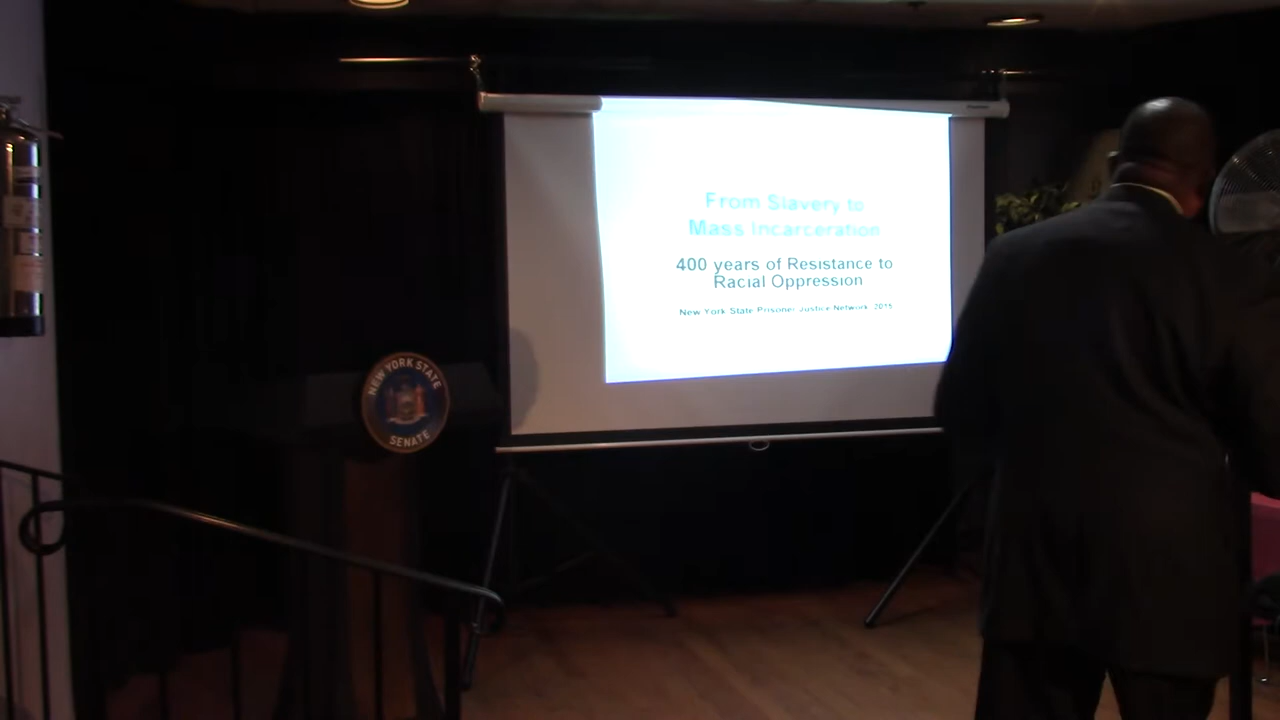 From Slavery to
Mass Incarceration
400 years of Resistance to
Racial Oppression
New York State Prisoner Justice Network 2015
NEW YORK STATE
SENATE